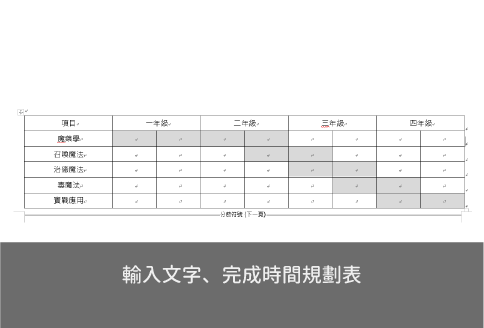 項目 一年級 二年級 三年級 四年級
魔藥學
召喚魔法
治癒魔法
黑魔法
實戰應用
分節符號 (下一頁)
輸入文字、完成時間規劃表